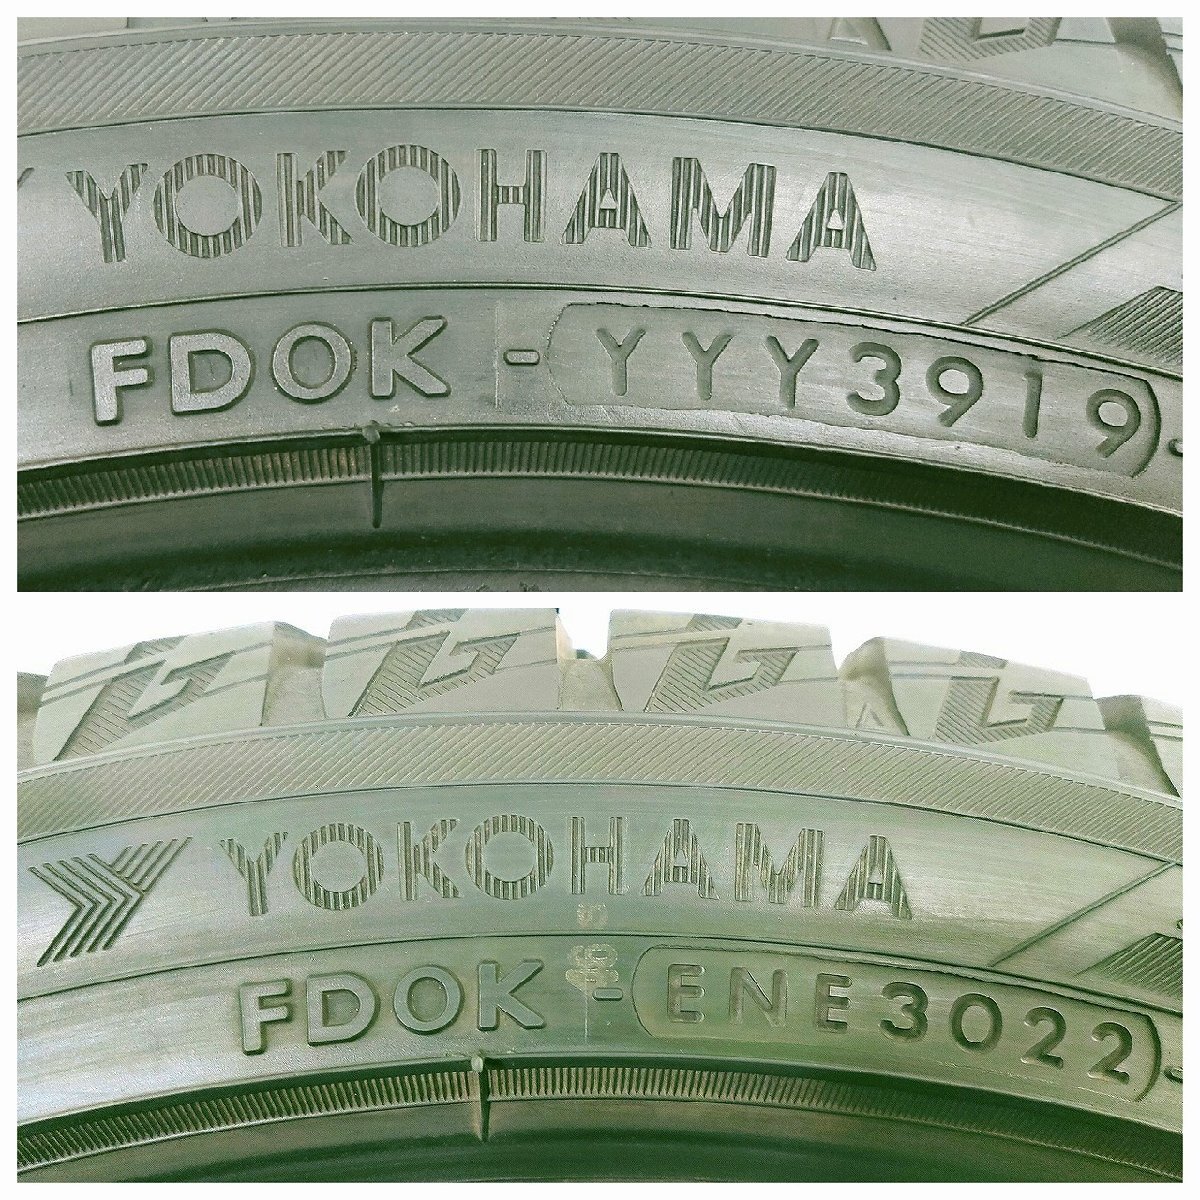 YOKOHAMA
FDOK - YYY3919 -
YOKOHAMA
FDOK - ENE3022 -